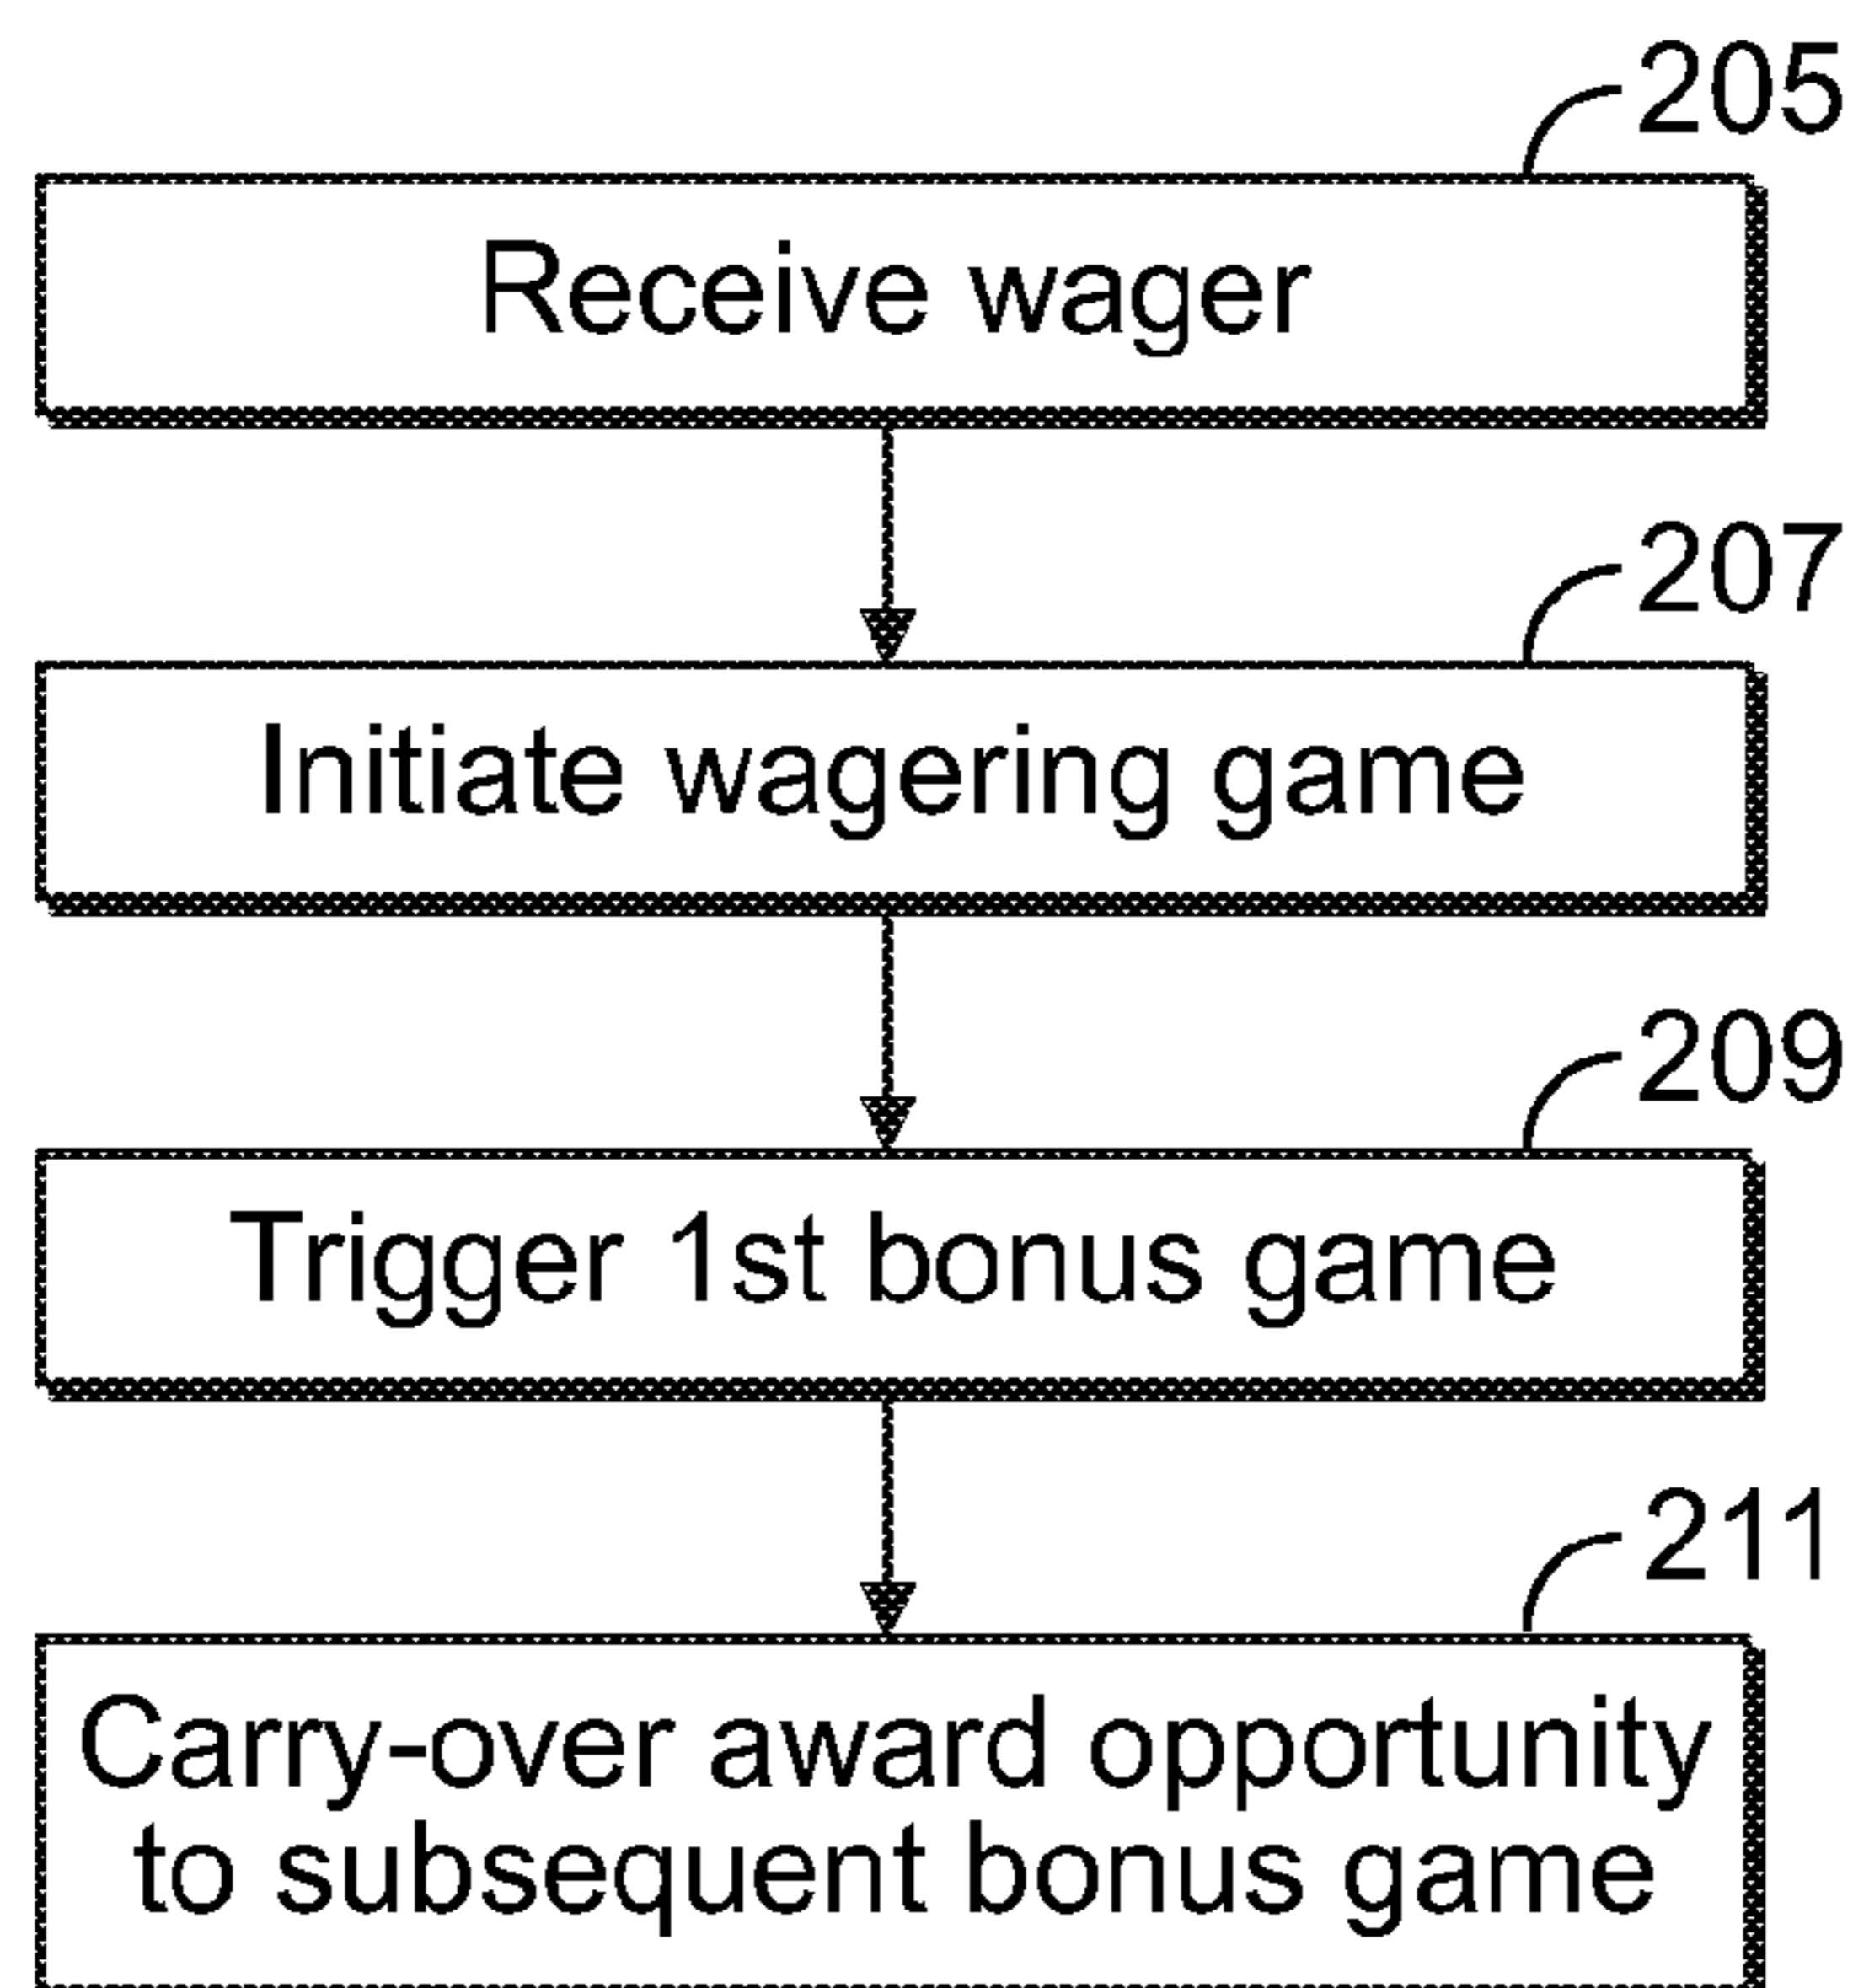 205
Receive wager
207
Initiate wagering game
209
Trigger 1st bonus game
211
Carry-over award opportunity
to subsequent bonus game